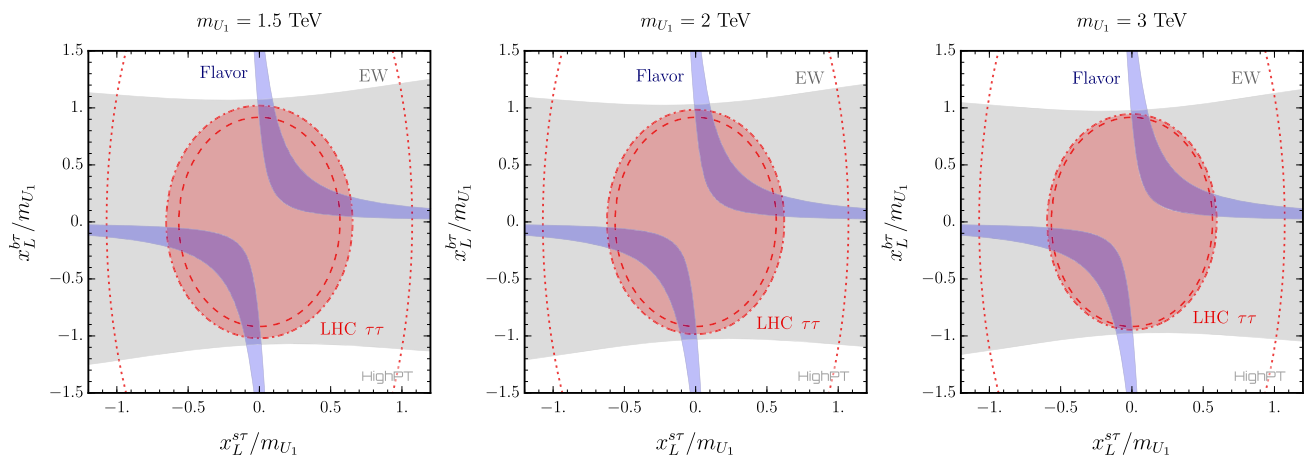 m_{U_1} = 1.5 TeV
1.5
1.0
0.5
0.
−0.5
−1.
−1.5
−1.
−0.5
0.
0.5
1.
x_L^{bτ}/m_{U_1}
x_L^{sτ}/m_{U_1}
Flavor
EW
LHC ττ
HighPT
m_{U_1} = 2 TeV
1.5
1.0
0.5
0.
−0.5
−1.
−1.5
−1.
−0.5
0.
0.5
1.
x_L^{bτ}/m_{U_1}
x_L^{sτ}/m_{U_1}
Flavor
EW
LHC ττ
HighPT
m_{U_1} = 3 TeV
1.5
1.0
0.5
0.
−0.5
−1.
−1.5
−1.
−0.5
0.
0.5
1.
x_L^{bτ}/m_{U_1}
x_L^{sτ}/m_{U_1}
Flavor
EW
LHC ττ
HighPT